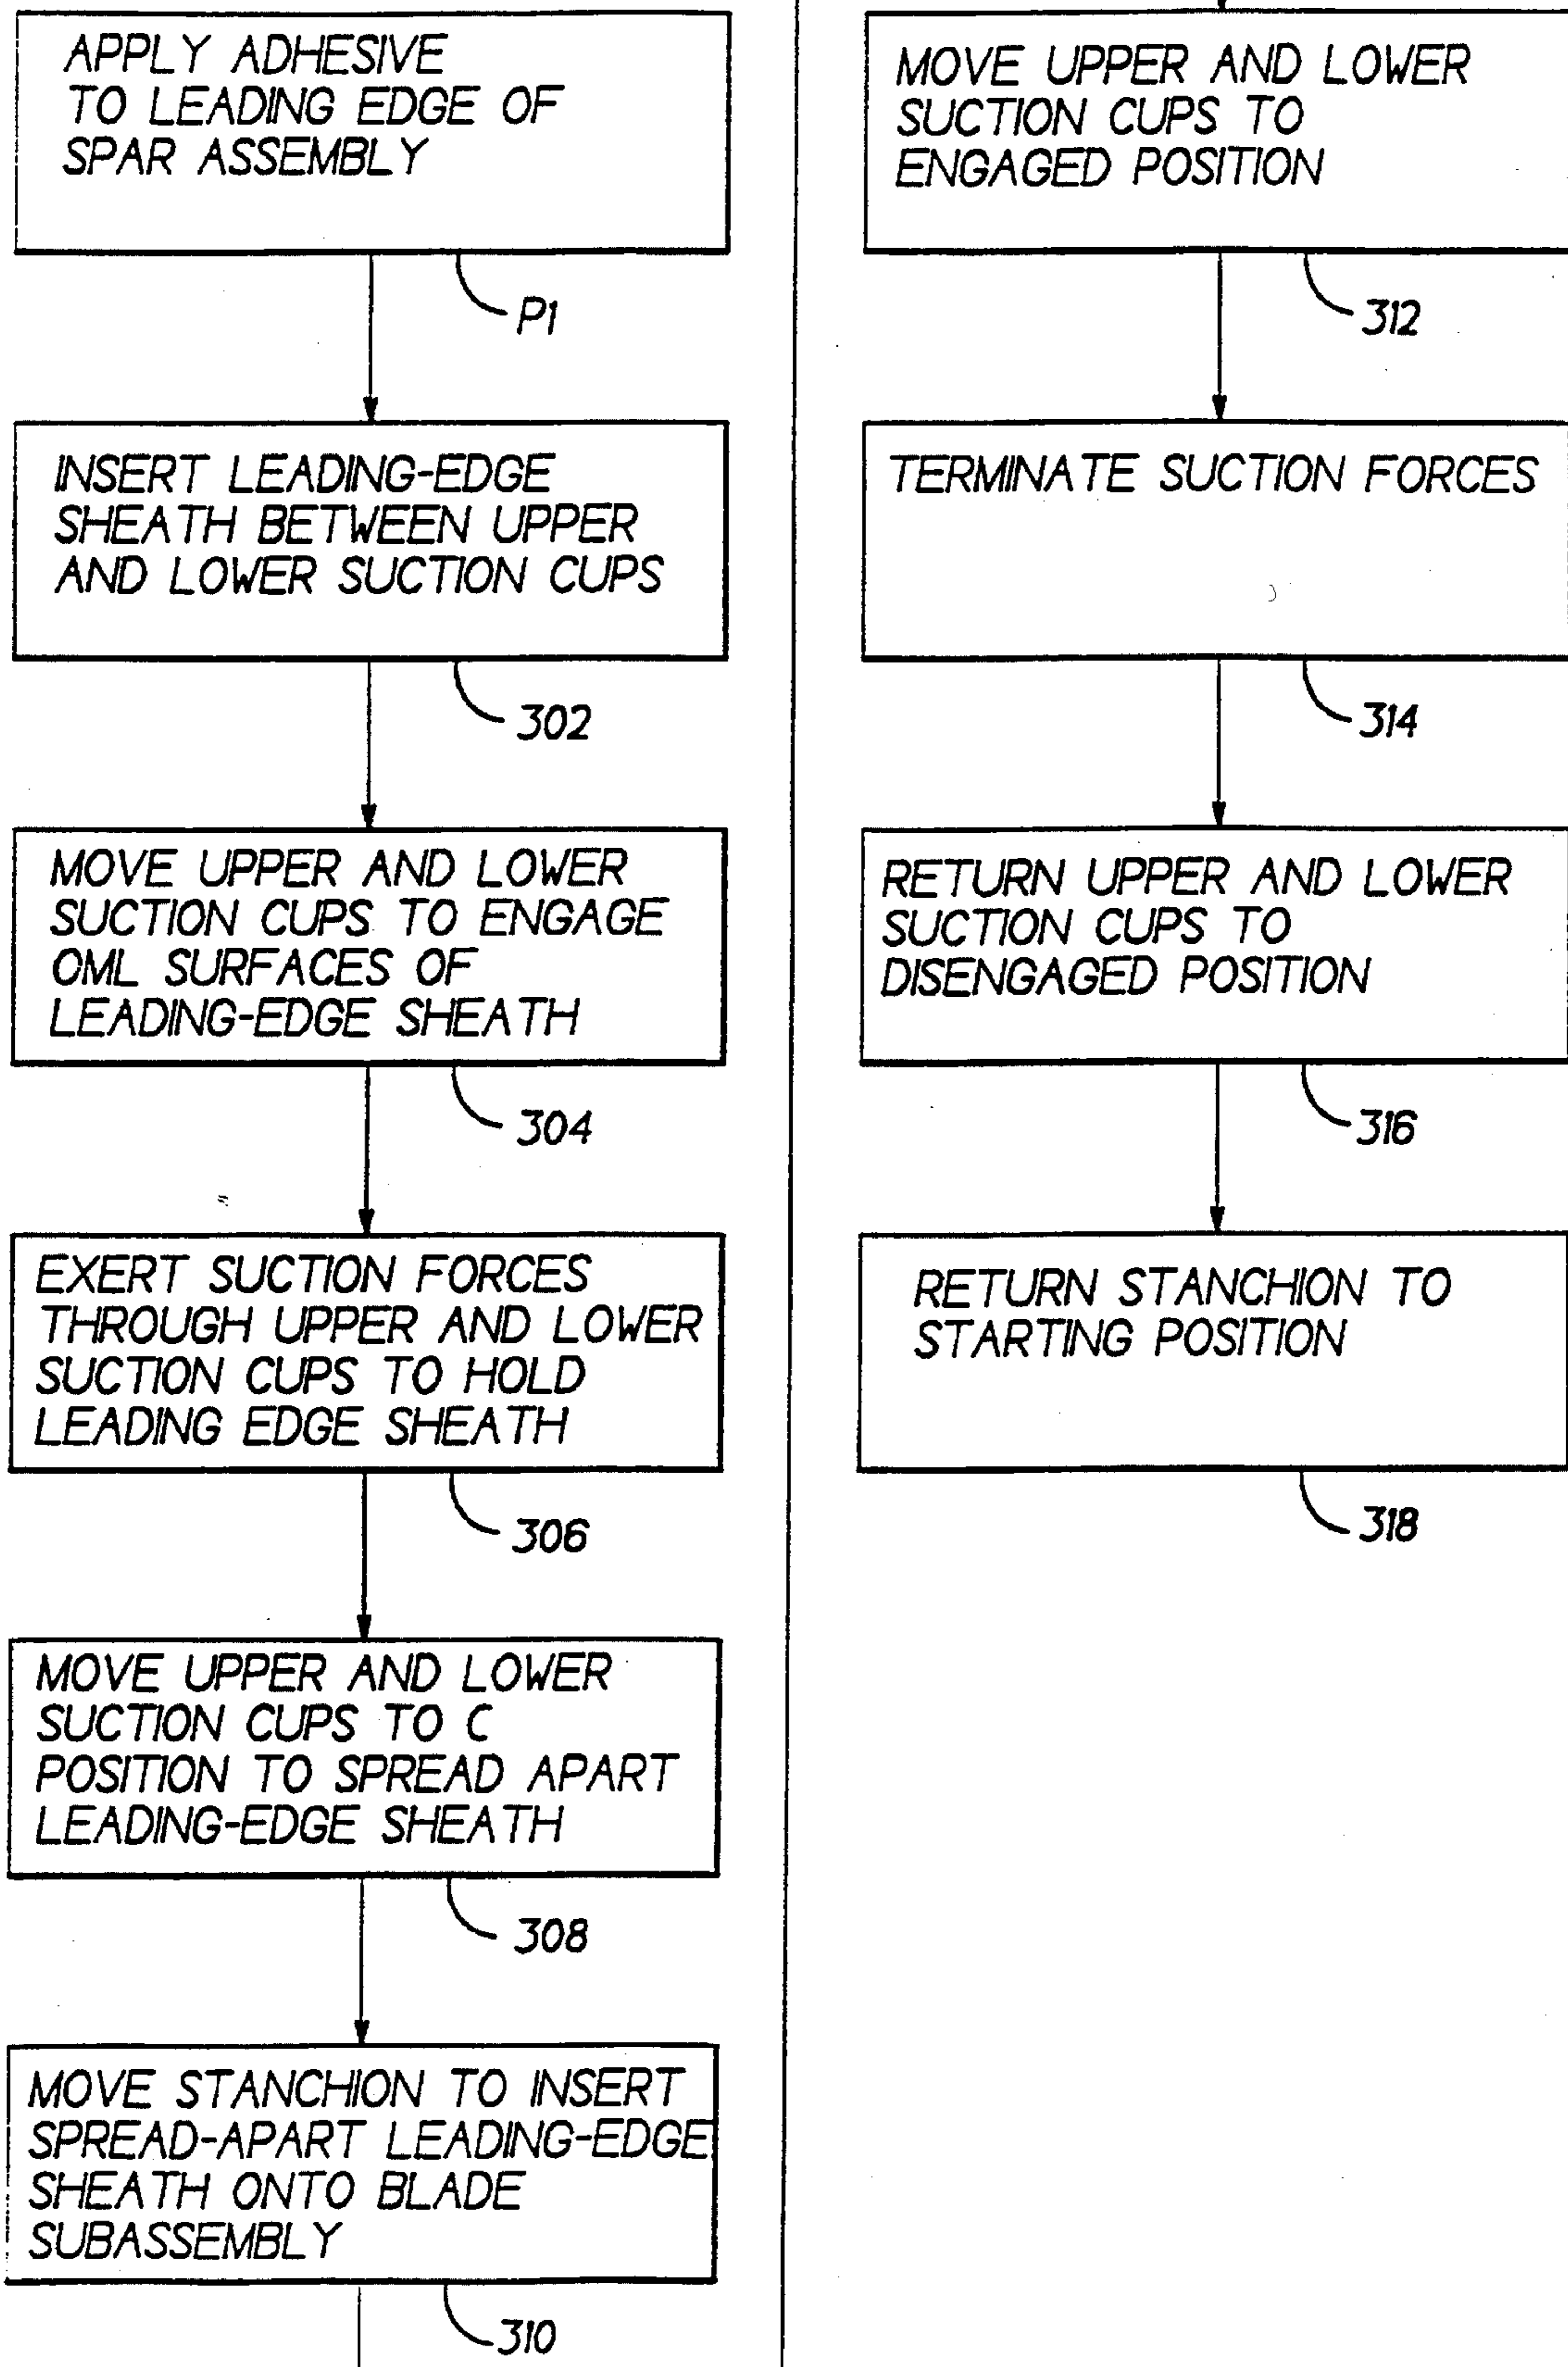 APPLY ADHESIVE
TO LEADING EDGE OF
SPAR ASSEMBLY
P1
INSERT LEADING-EDGE
SHEATH BETWEEN UPPER
AND LOWER SUCTION CUPS
302
MOVE UPPER AND LOWER
SUCTION CUPS TO ENGAGE
OML SURFACES OF
LEADING-EDGE SHEATH
304
EXERT SUCTION FORCES
THROUGH UPPER AND LOWER
SUCTION CUPS TO HOLD
LEADING EDGE SHEATH
306
MOVE UPPER AND LOWER
SUCTION CUPS TO C
POSITION TO SPREAD APART
LEADING-EDGE SHEATH
308
MOVE STANCHION TO INSERT
SPREAD-APART LEADING-EDGE
SHEATH ONTO BLADE
SUBASSEMBLY
310
MOVE UPPER AND LOWER
SUCTION CUPS TO
ENGAGED POSITION
312
TERMINATE SUCTION FORCES
314
RETURN UPPER AND LOWER
SUCTION CUPS TO
DISENGAGED POSITION
316
RETURN STANCHION TO
STARTING POSITION
318